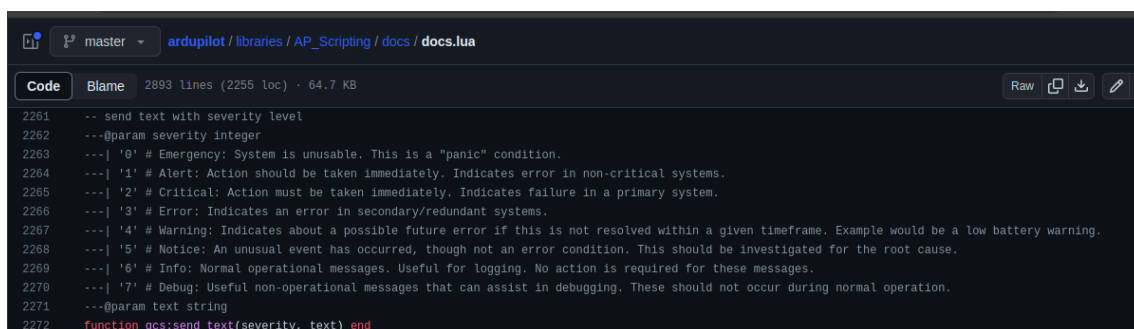 master ardupilot / libraries / AP_Scripting / docs / docs.lua
Code Blame 2893 lines (2255 loc) · 64.7 KB Raw
2261 -- send text with severity level
2262 ---@param severity integer
2263 ---| '0' # Emergency: System is unusable. This is a "panic" condition.
2264 ---| '1' # Alert: Action should be taken immediately. Indicates error in non-critical systems.
2265 ---| '2' # Critical: Action must be taken immediately. Indicates failure in a primary system.
2266 ---| '3' # Error: Indicates an error in secondary/redundant systems.
2267 ---| '4' # Warning: Indicates about a possible future error if this is not resolved within a given timeframe. Example would be a low battery warning.
2268 ---| '5' # Notice: An unusual event has occurred, though not an error condition. This should be investigated for the root cause.
2269 ---| '6' # Info: Normal operational messages. Useful for logging. No action is required for these messages.
2270 ---| '7' # Debug: Useful non-operational messages that can assist in debugging. These should not occur during normal operation.
2271 ---@param text string
2272 function gcs:send_text(severity, text) end